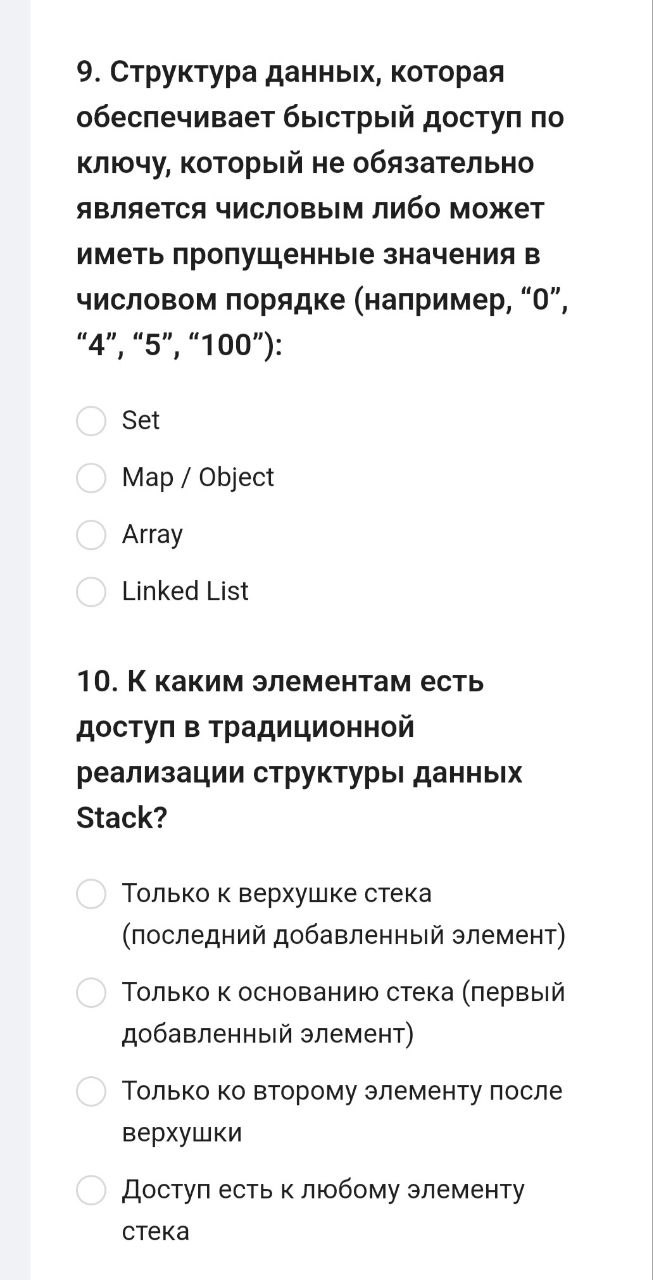 9. Структура данных, которая
обеспечивает быстрый доступ по
ключу, который не обязательно
является числовым либо может
иметь пропущенные значения в
числовом порядке (например, “0”,
“4”, “5”, “100”):
Set
Map / Object
Array
Linked List
10. К каким элементам есть
доступ в традиционной
реализации структуры данных
Stack?
Только к верхушке стека
(последний добавленный элемент)
Только к основанию стека (первый
добавленный элемент)
Только ко второму элементу после
верхушки
Доступ есть к любому элементу
стека